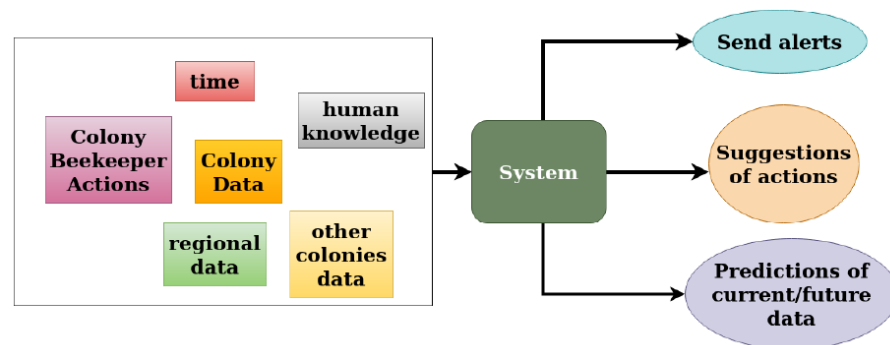 time
human
knowledge
Colony
Beekeeper
Actions
Colony
Data
regional
data
other
colonies
data
System
Send alerts
Suggestions
of actions
Predictions of
current/future
data